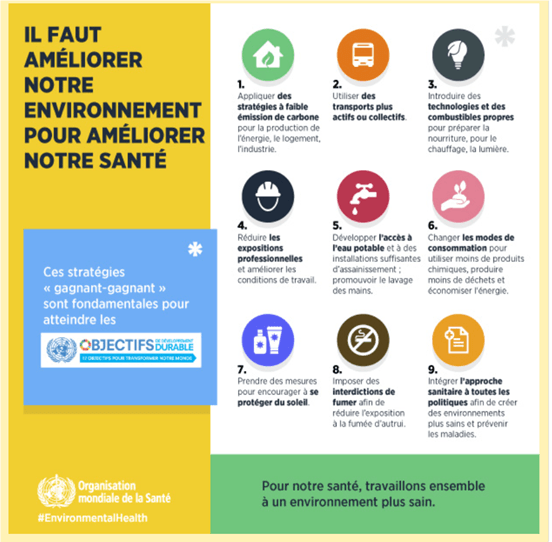 IL FAUT
AMÉLIORER
NOTRE
ENVIRONNEMENT
POUR AMÉLIORER
NOTRE SANTÉ
Ces stratégies
« gagnant-gagnant »
sont fondamentales pour
atteindre les
OBJECTIFS DE DÉVELOPPEMENT
DURABLE
17 OBJECTIFS POUR TRANSFORMER NOTRE MONDE
Organisation
mondiale de la Santé
#EnvironmentalHealth
1.
Appliquer des
stratégies à faible
émission de carbone
pour la production de
l'énergie, le logement,
l'industrie.
2.
Utiliser des
transports plus
actifs ou collectifs.
3.
Introduire des
technologies et des
combustibles propres
pour préparer la
nourriture, pour le
chauffage, la lumière.
4.
Réduire les
expositions
professionnelles
et améliorer les
conditions de travail.
5.
Développer l'accès à
l'eau potable et à des
installations suffisantes
d'assainissement ;
promouvoir le lavage
des mains.
6.
Changer les modes de
consommation pour
utiliser moins de produits
chimiques, produire
moins de déchets et
économiser l'énergie.
7.
Prendre des mesures
pour encourager à se
protéger du soleil.
8.
Imposer des
interdictions de
fumer afin de
réduire l'exposition
à la fumée d'autrui.
9.
Intégrer l'approche
sanitaire à toutes les
politiques afin de créer
des environnements
plus sains et prévenir
les maladies.
Pour notre santé, travaillons ensemble
à un environnement plus sain.